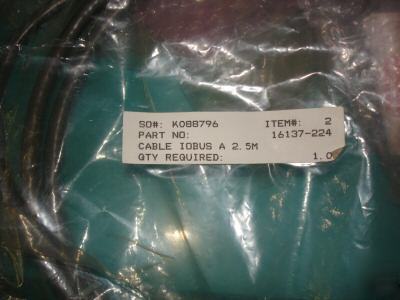 SO#: K088796 ITEM#: 2
PART NO: 16137-224
CABLE IOBUS A 2.5M
QTY REQUIRED: 1.0